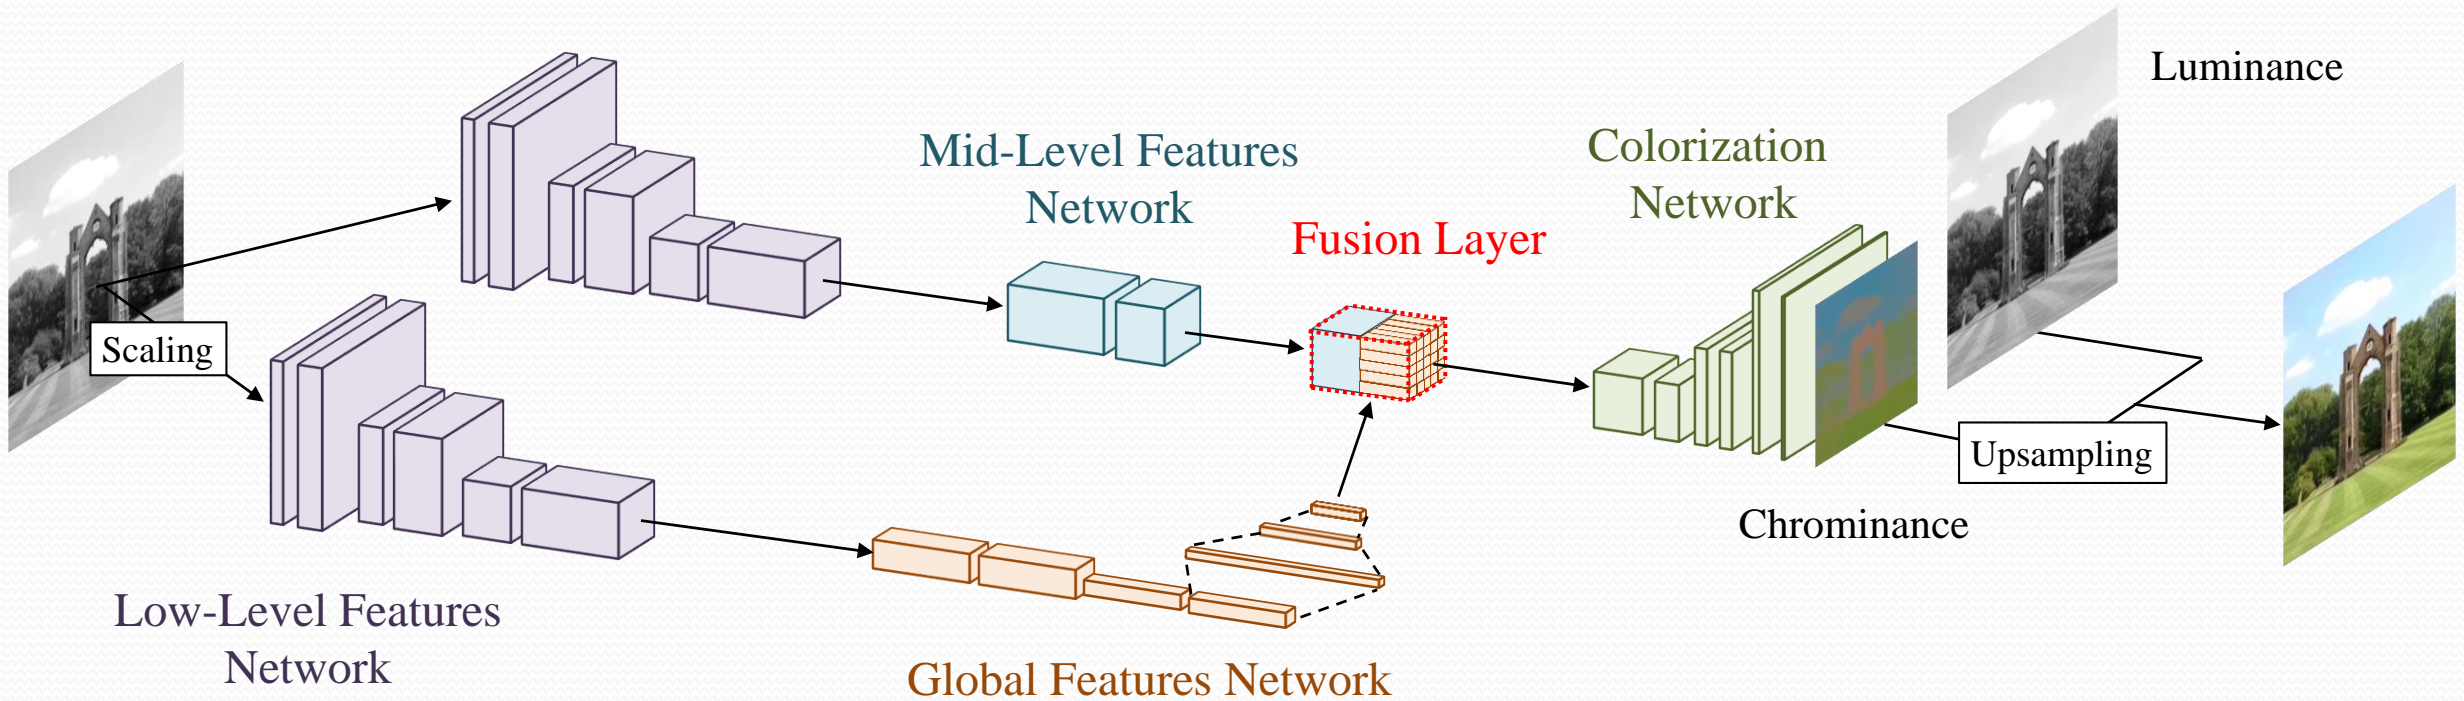 Luminance
Mid-Level Features
Network
Colorization
Network
Fusion Layer
Scaling
Upsampling
Chrominance
Low-Level Features
Network
Global Features Network